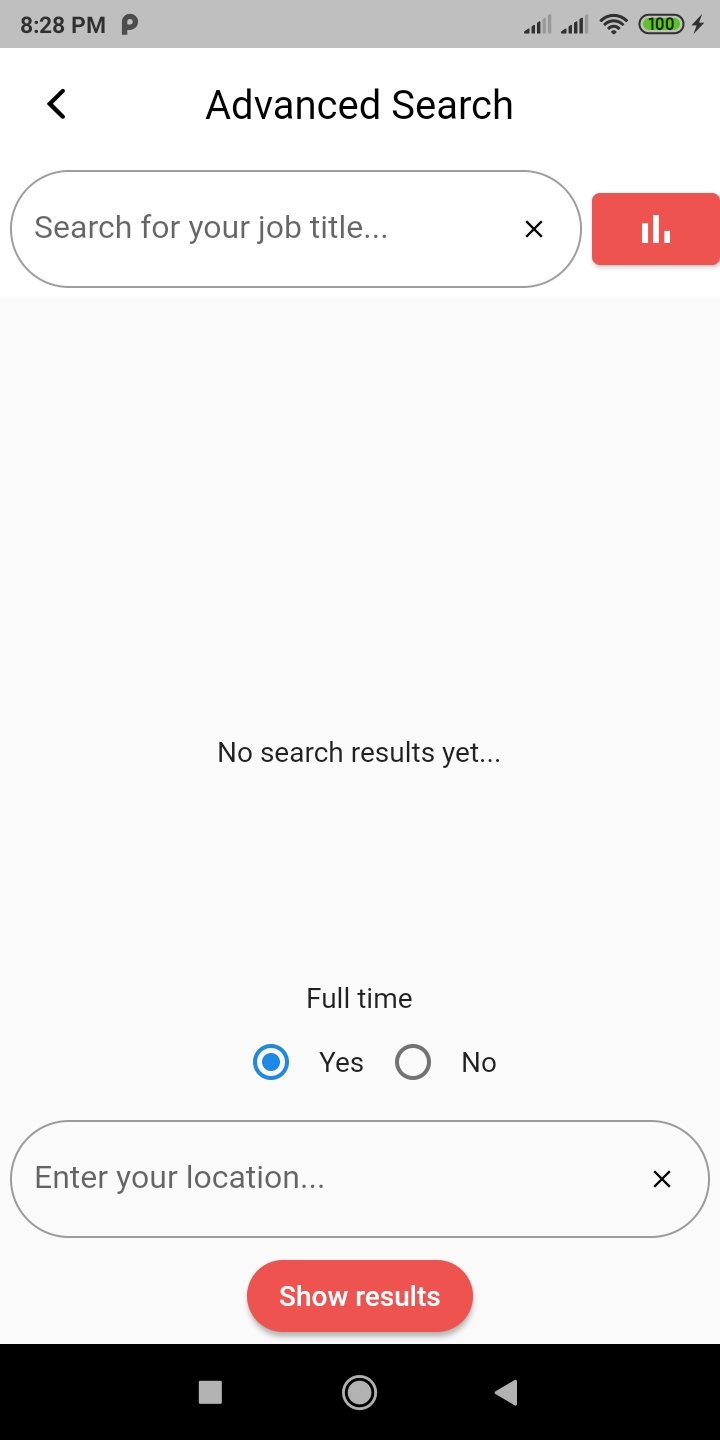 8:28 PM
100
Advanced Search
Search for your job title...
No search results yet...
Full time
Yes No
Enter your location...
Show results